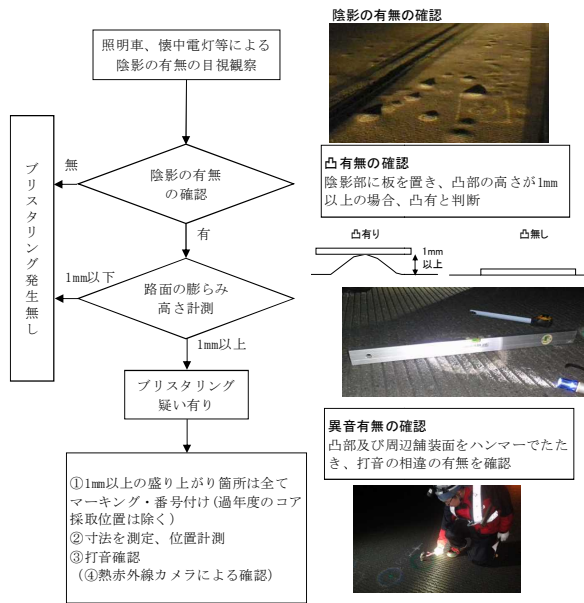 照明車、懐中電灯等による
陰影の有無の目視観察
陰影の有無
の確認
無
有
ブリスタリング発生無し
1mm以下
路面の膨らみ
高さ計測
1mm以上
ブリスタリング
疑い有り
①1mm以上の盛り上がり箇所は全て
マーキング・番号付け(過年度のコア
採取位置は除く)
②寸法を測定、位置計測
③打音確認
(④熱赤外線カメラによる確認)
陰影の有無の確認
凸有無の確認
陰影部に板を置き、凸部の高さが1mm
以上の場合、凸有と判断
凸有り
凸無し
1mm
以上
異音有無の確認
凸部及び周辺舗装面をハンマーでたた
き、打音の相違の有無を確認